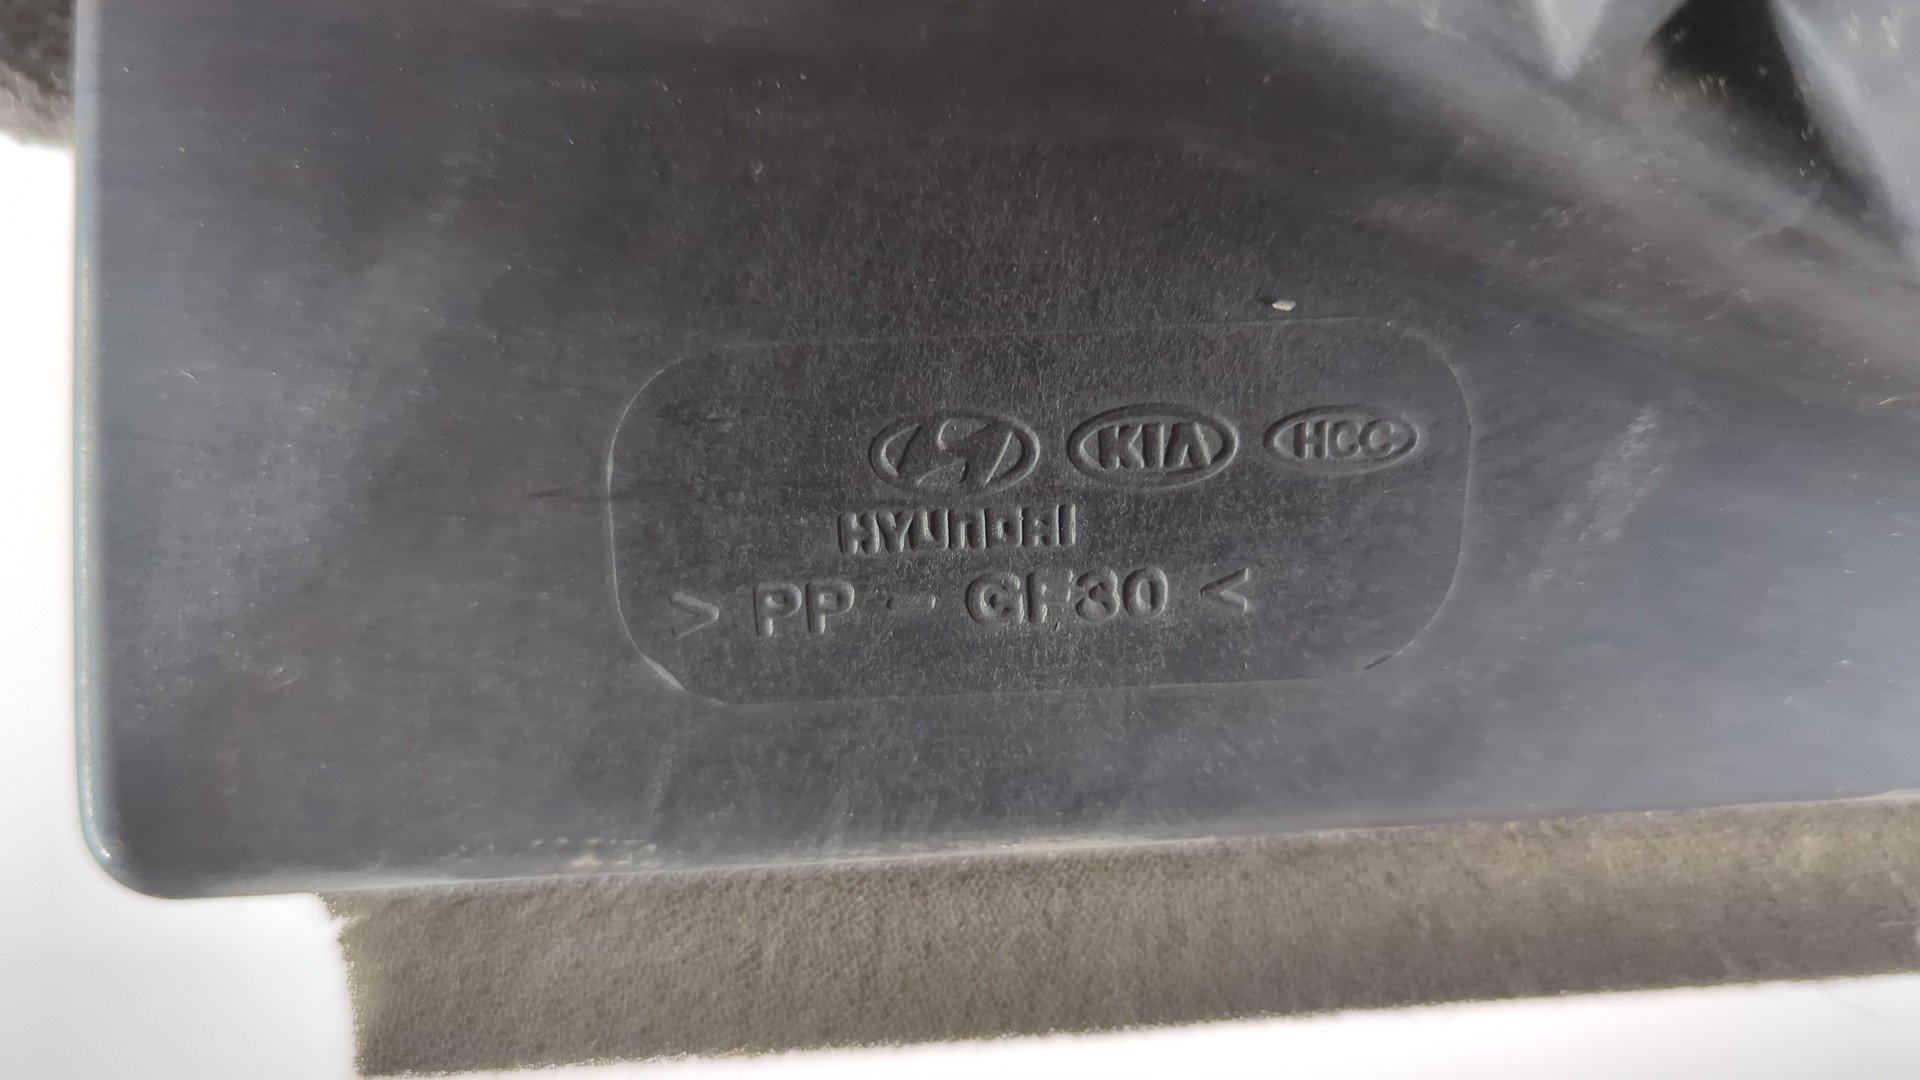 KIA HCC
HYUNDAI
> PP - GF30 <